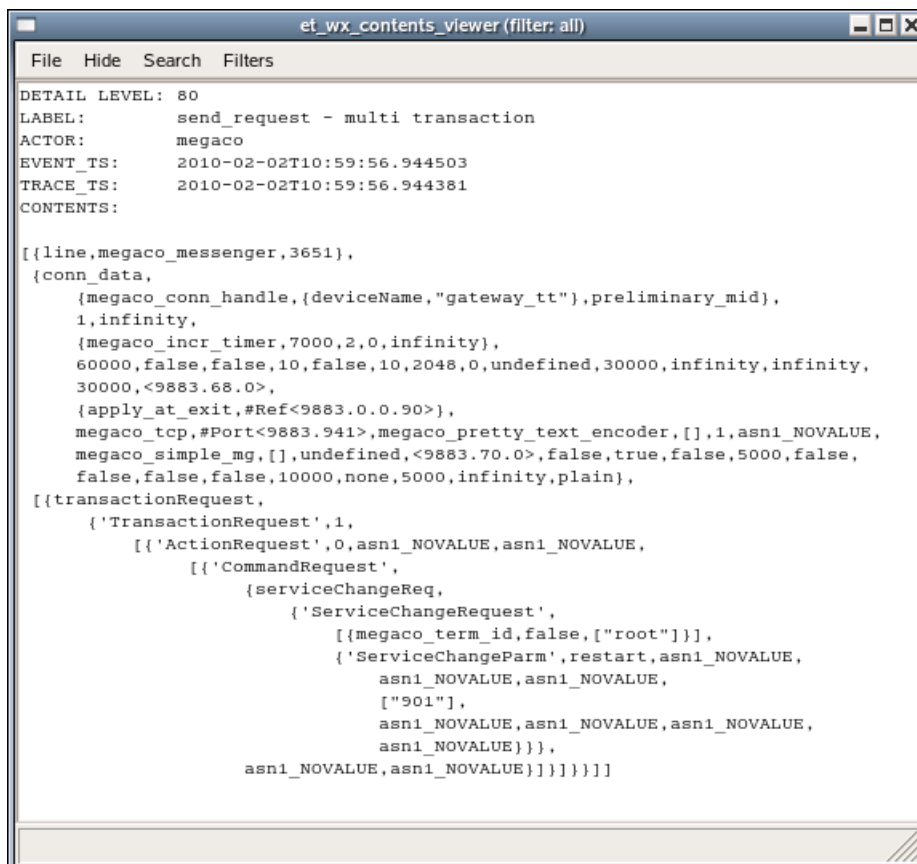 et_wx_contents_viewer (filter: all)
File Hide Search Filters
DETAIL LEVEL: 80
LABEL: send_request - multi transaction
ACTOR: megaco
EVENT_TS: 2010-02-02T10:59:56.944503
TRACE_TS: 2010-02-02T10:59:56.944381
CONTENTS:
[{line,megaco_messenger,3651},
{conn_data,
{megaco_conn_handle,{deviceName,"gateway_tt"},preliminary_mid},
1,infinity,
{megaco_incr_timer,7000,2,0,infinity},
60000,false,false,10,false,10,2048,0,undefined,30000,infinity,infinity,
30000,<9883.68.0>,
{apply_at_exit,#Ref<9883.0.0.90>},
megaco_tcp,#Port<9883.941>,megaco_pretty_text_encoder,[],1,asn1_NOVALUE,
megaco_simple_mg,[],undefined,<9883.70.0>,false,true,false,5000,false,
false,false,false,10000,none,5000,infinity,plain},
[{transactionRequest,
{'TransactionRequest',1,
[{'ActionRequest',0,asn1_NOVALUE,asn1_NOVALUE,
[{'CommandRequest',
{serviceChangeReq,
{'ServiceChangeRequest',
[{megaco_term_id,false,["root"]}],
{'ServiceChangeParm',restart,asn1_NOVALUE,
asn1_NOVALUE,asn1_NOVALUE,
["901"],
asn1_NOVALUE,asn1_NOVALUE,asn1_NOVALUE,
asn1_NOVALUE}}},
asn1_NOVALUE,asn1_NOVALUE}]}]}}]]